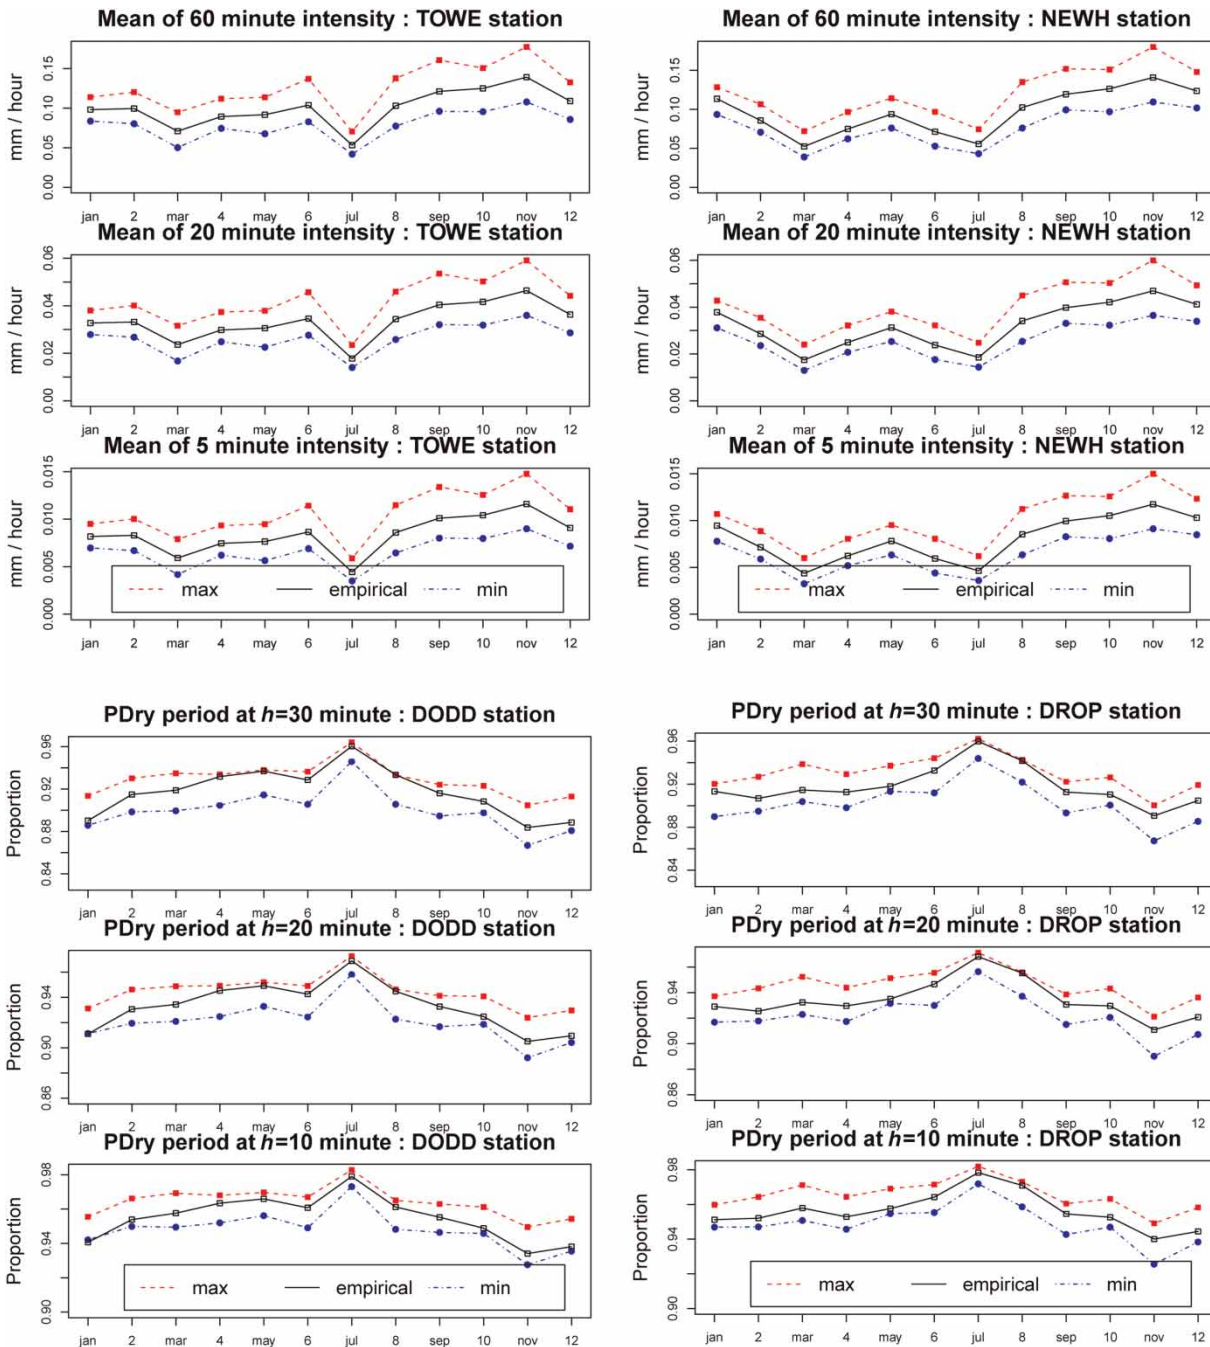 Mean of 60 minute intensity : TOWE station
mm / hour
0.00 0.05 0.10 0.15
jan 2 mar 4 may 6 jul 8 sep 10 nov 12
Mean of 60 minute intensity : NEWH station
mm / hour
0.00 0.05 0.10 0.15
jan 2 mar 4 may 6 jul 8 sep 10 nov 12
Mean of 20 minute intensity : TOWE station
mm / hour
0.00 0.02 0.04 0.06
jan 2 mar 4 may 6 jul 8 sep 10 nov 12
Mean of 20 minute intensity : NEWH station
mm / hour
0.00 0.02 0.04 0.06
jan 2 mar 4 may 6 jul 8 sep 10 nov 12
Mean of 5 minute intensity : TOWE station
mm / hour
0.000 0.005 0.010 0.015
max empirical min
jan 2 mar 4 may 6 jul 8 sep 10 nov 12
Mean of 5 minute intensity : NEWH station
mm / hour
0.000 0.005 0.010 0.015
max empirical min
jan 2 mar 4 may 6 jul 8 sep 10 nov 12
PDry period at h=30 minute : DODD station
Proportion
0.84 0.88 0.92 0.96
jan 2 mar 4 may 6 jul 8 sep 10 nov 12
PDry period at h=30 minute : DROP station
Proportion
0.84 0.88 0.92 0.96
jan 2 mar 4 may 6 jul 8 sep 10 nov 12
PDry period at h=20 minute : DODD station
Proportion
0.86 0.90 0.94
jan 2 mar 4 may 6 jul 8 sep 10 nov 12
PDry period at h=20 minute : DROP station
Proportion
0.86 0.90 0.94
jan 2 mar 4 may 6 jul 8 sep 10 nov 12
PDry period at h=10 minute : DODD station
Proportion
0.90 0.94 0.98
max empirical min
jan 2 mar 4 may 6 jul 8 sep 10 nov 12
PDry period at h=10 minute : DROP station
Proportion
0.90 0.94 0.98
max empirical min
jan 2 mar 4 may 6 jul 8 sep 10 nov 12